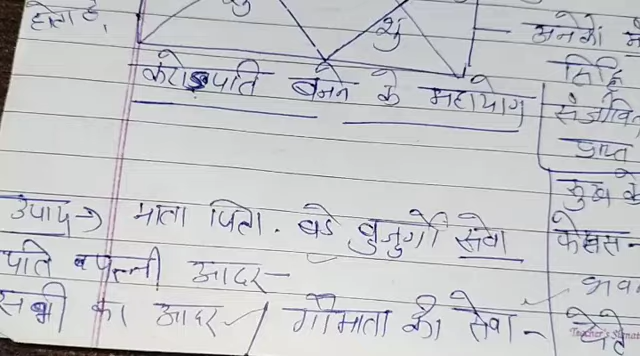 होता है,
शु
शु
करोड़पति बनने के महायोग
अनेको
सिद्धि
संजीवि
प्राप्त
मुख के
उपाय → माता पिता. बडे बुजुर्गो सेवा
पति व पत्नी आदर -
सभी का आदर / गौमाता की सेवा -